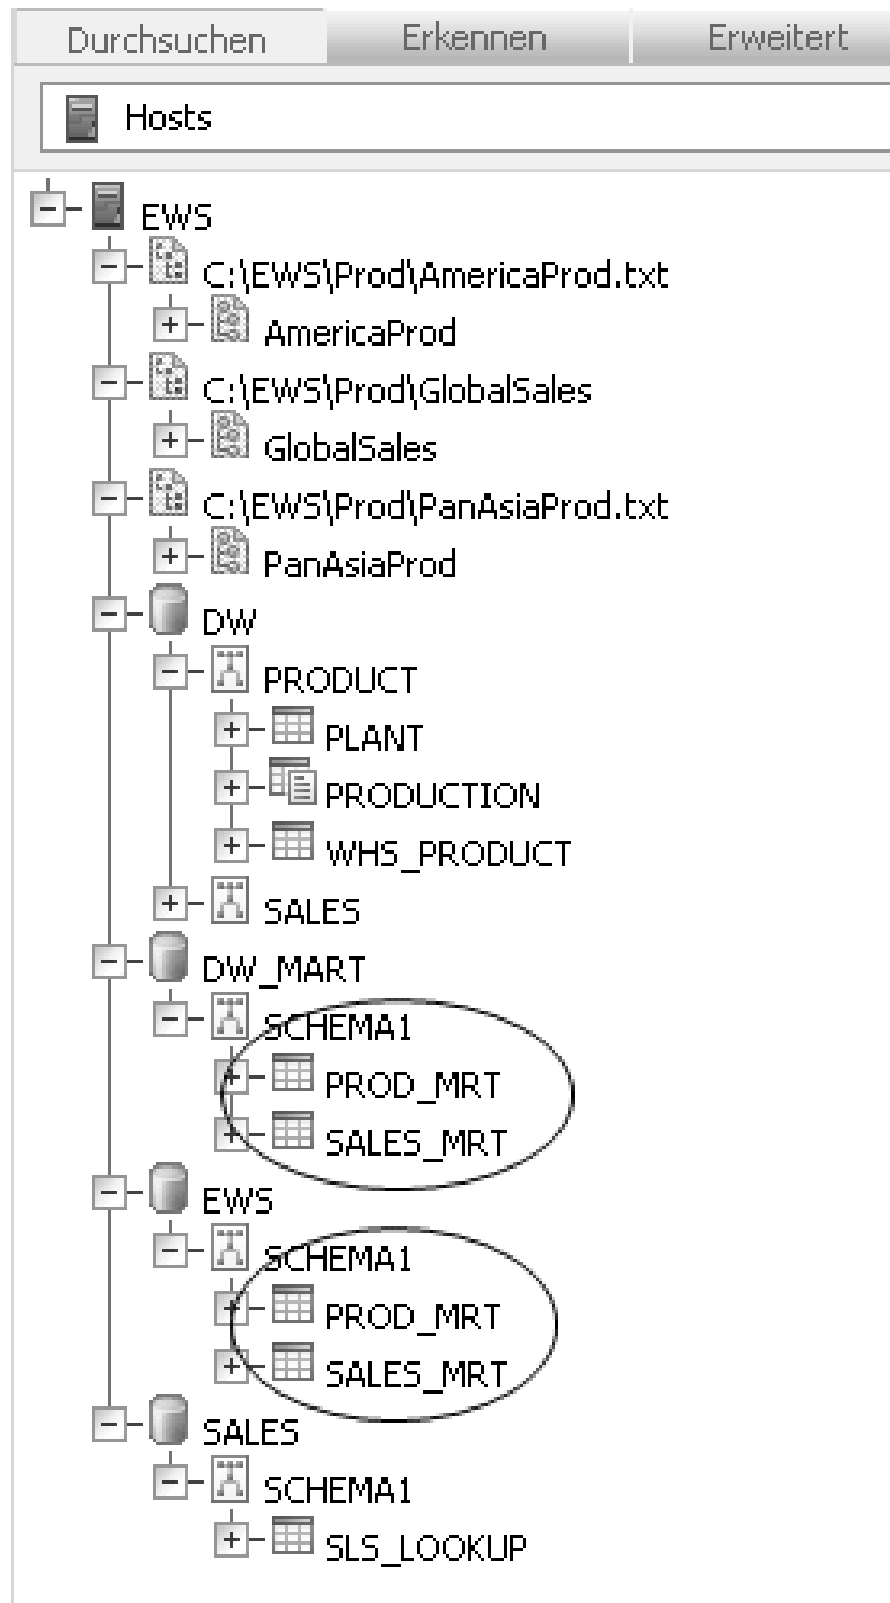 Durchsuchen Erkennen Erweitert
Hosts
EWS
C:\EWS\Prod\AmericaProd.txt
AmericaProd
C:\EWS\Prod\GlobalSales
GlobalSales
C:\EWS\Prod\PanAsiaProd.txt
PanAsiaProd
DW
PRODUCT
PLANT
PRODUCTION
WHS_PRODUCT
SALES
DW_MART
SCHEMA1
PROD_MRT
SALES_MRT
EWS
SCHEMA1
PROD_MRT
SALES_MRT
SALES
SCHEMA1
SLS_LOOKUP